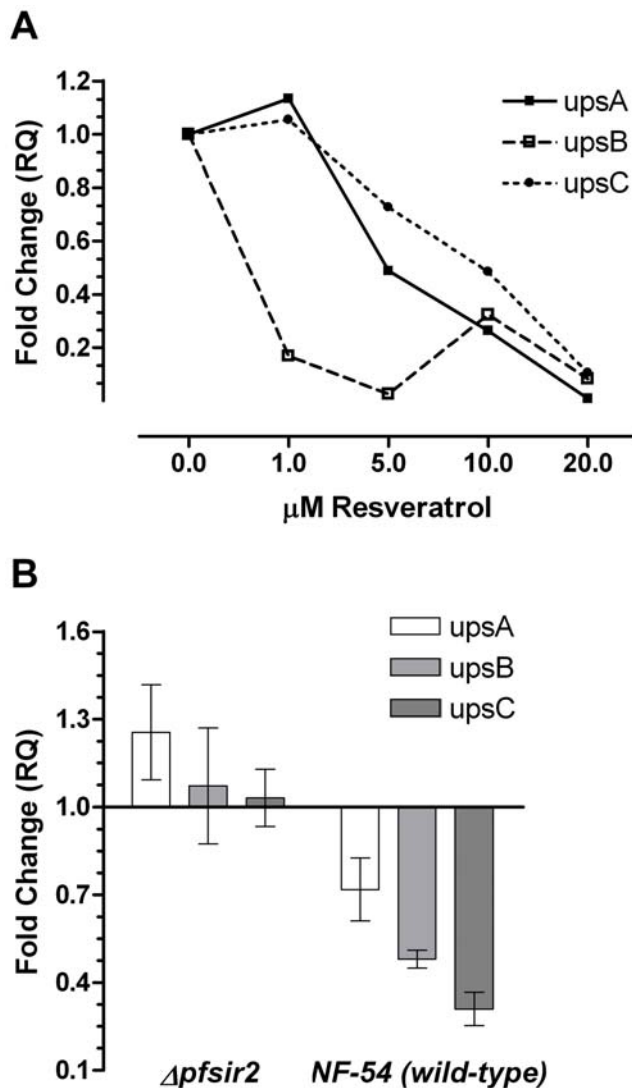 A
Fold Change (RQ)
1.2
1.0
0.8
0.6
0.4
0.2
upsA
upsB
upsC
0.0 1.0 5.0 10.0 20.0
μM Resveratrol
B
Fold Change (RQ)
1.6
1.3
1.0
0.7
0.4
0.1
upsA
upsB
upsC
Δpfsir2 NF-54 (wild-type)